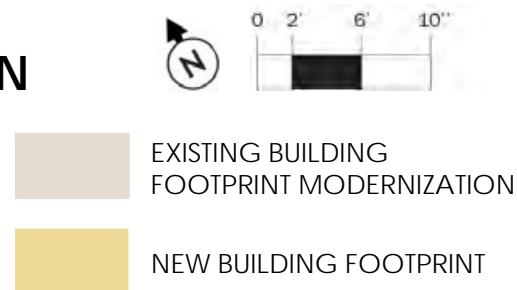 0 2' 6' 10''
N
N
EXISTING BUILDING
FOOTPRINT MODERNIZATION
NEW BUILDING FOOTPRINT